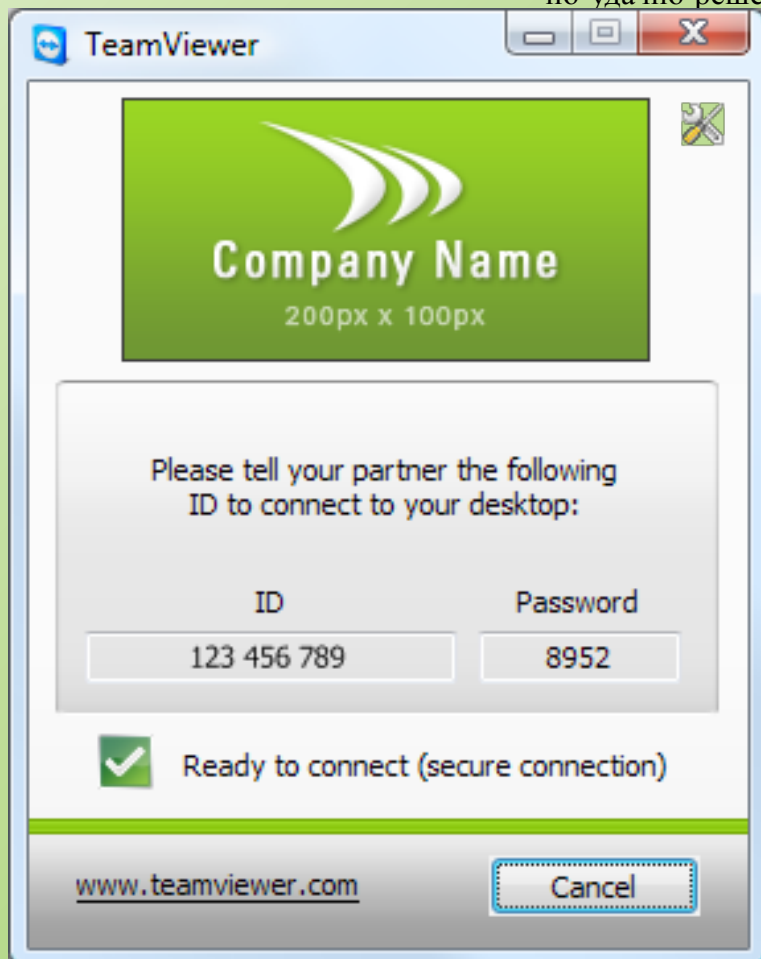 TeamViewer
Company Name
200px x 100px
Please tell your partner the following
ID to connect to your desktop:
ID Password
123 456 789 8952
Ready to connect (secure connection)
www.teamviewer.com Cancel